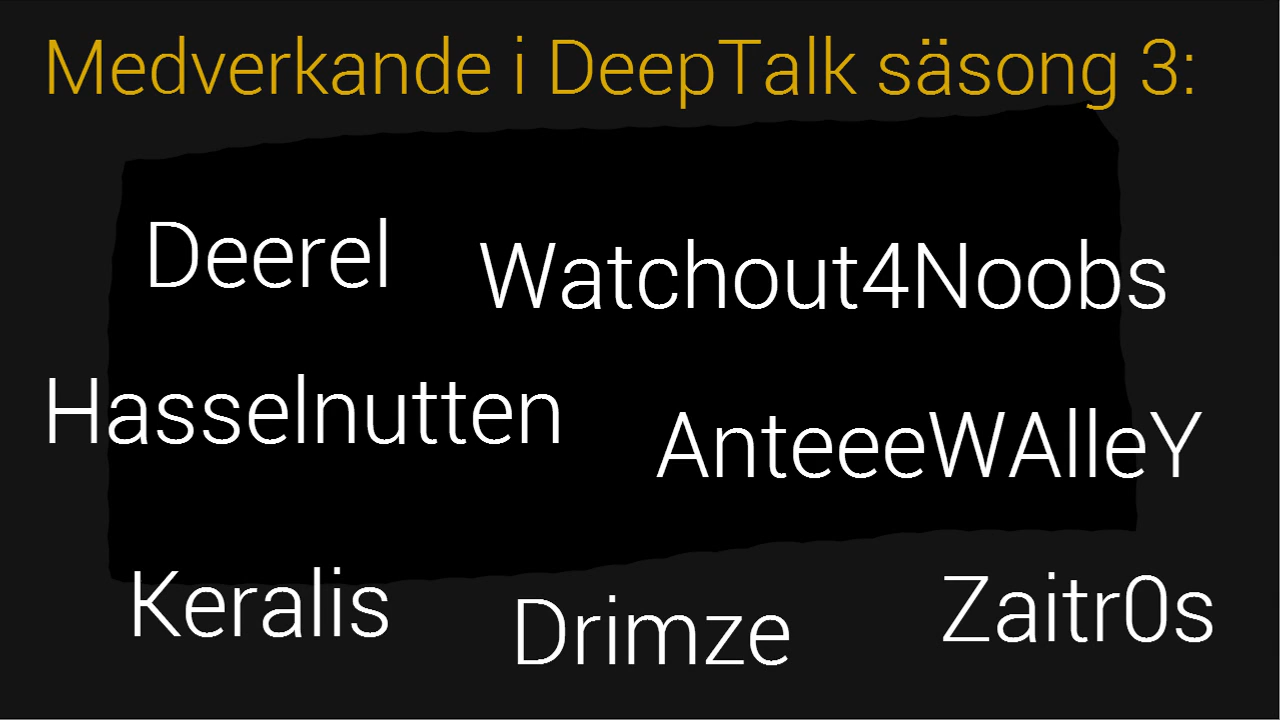 Medverkande i DeepTalk säsong 3:
Deerel
Watchout4Noobs
Hasselnutten
AnteeeWAlleY
Keralis
Drimze
Zaitr0s